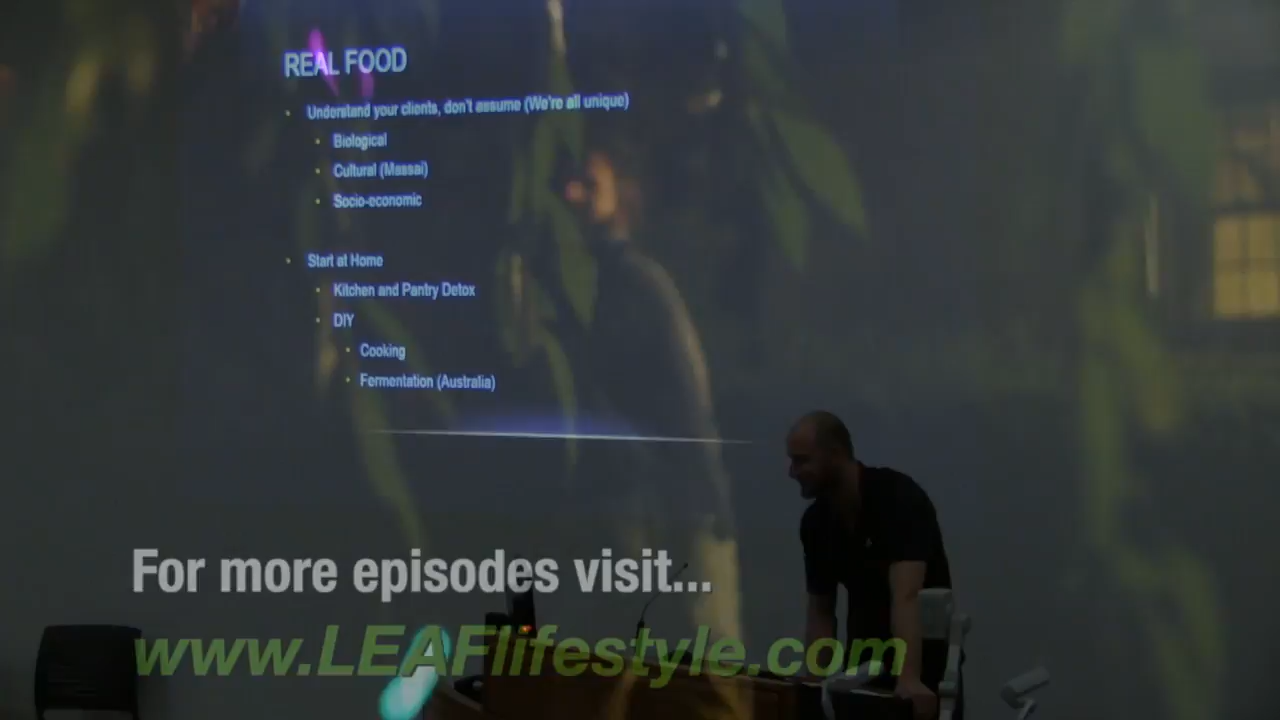 REAL FOOD
Understand your clients, don't assume (We're all unique)
Biological
Cultural (Massai)
Socio-economic
Start at Home
Kitchen and Pantry Detox
DIY
Cooking
Fermentation (Australia)
For more episodes visit...
www.LEAFlifestyle.com